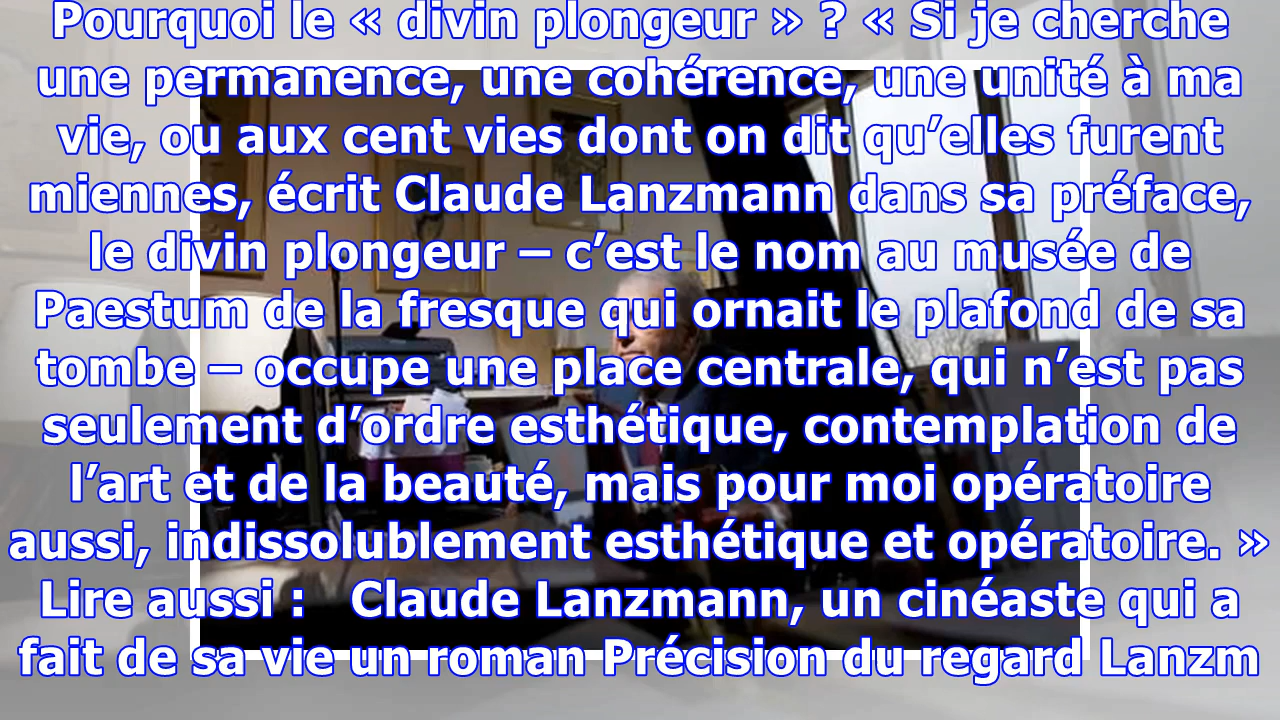 Pourquoi le « divin plongeur » ? « Si je cherche
une permanence, une cohérence, une unité à ma
vie, ou aux cent vies dont on dit qu’elles furent
miennes, écrit Claude Lanzmann dans sa préface,
le divin plongeur – c’est le nom au musée de
Paestum de la fresque qui ornait le plafond de sa
tombe – occupe une place centrale, qui n’est pas
seulement d’ordre esthétique, contemplation de
l’art et de la beauté, mais pour moi opératoire
aussi, indissolublement esthétique et opératoire. »
Lire aussi :   Claude Lanzmann, un cinéaste qui a
fait de sa vie un roman Précision du regard Lanzm